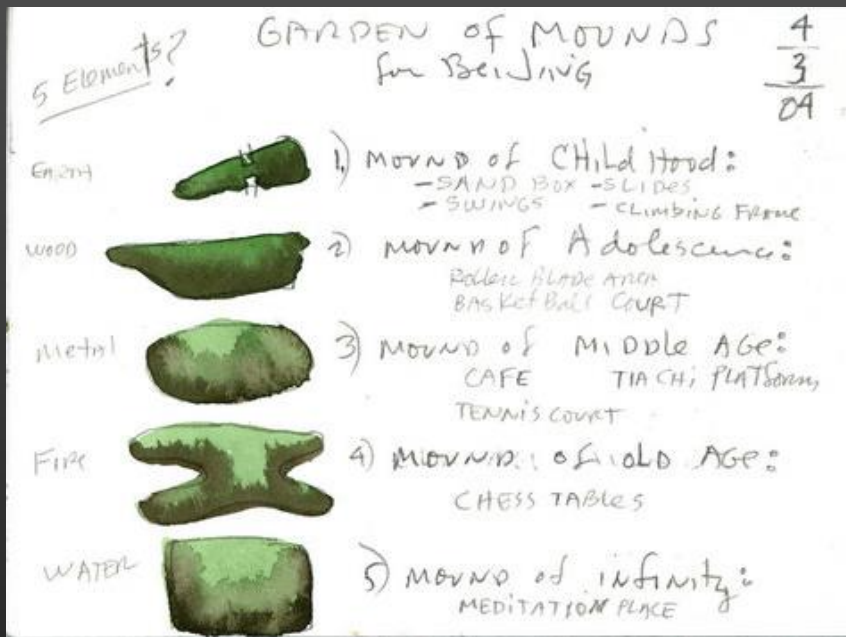 GARDEN of MOUNDS
for BeiJing
4
3
04
5 Elements?
EARTH
1) MOUND of CHildHood:
- SAND BOX - SLIDES
- SWINGS - CLIMBING FRAME
WOOD
2) MOUND of Adolescence:
ROLLER BLADE AREA
BASKetBall COURT
Metal
3) MOUND of MIDDle AGE:
CAFE TIACHi PLATform
TENNIS COURT
FIRE
4) MOUND of OLD AGE:
CHESS TABLES
WATER
5) MOUND of infinity:
MEDITATION PLACE